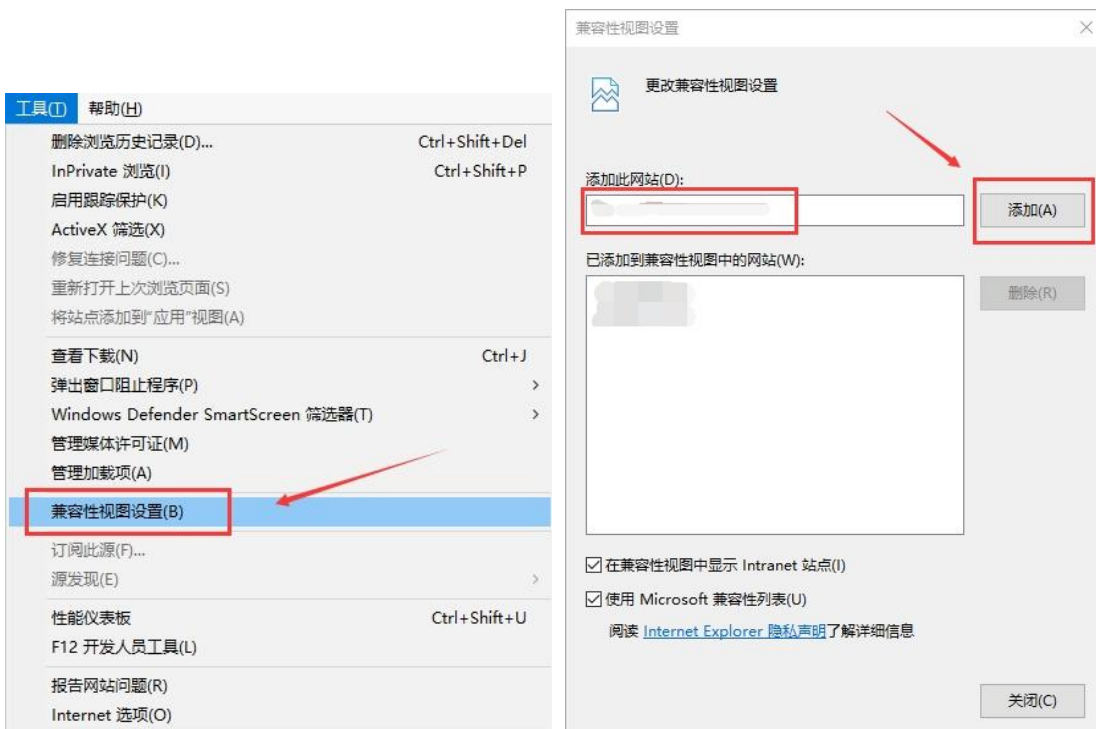 工具(T) 帮助(H)
删除浏览历史记录(D)... Ctrl+Shift+Del
InPrivate 浏览(I) Ctrl+Shift+P
启用跟踪保护(K)
ActiveX 筛选(X)
修复连接问题(C)...
重新打开上次浏览页面(S)
将站点添加到“应用”视图(A)
查看下载(N) Ctrl+J
弹出窗口阻止程序(P)
Windows Defender SmartScreen 筛选器(T)
管理媒体许可证(M)
管理加载项(A)
兼容性视图设置(B)
订阅此源(F)...
源发现(E)
性能仪表板 Ctrl+Shift+U
F12 开发人员工具(L)
报告网站问题(R)
Internet 选项(O)
兼容性视图设置
更改兼容性视图设置
添加此网站(D):
添加(A)
已添加到兼容性视图中的网站(W):
删除(R)
在兼容性视图中显示 Intranet 站点(I)
使用 Microsoft 兼容性列表(U)
阅读 Internet Explorer 隐私声明了解详细信息
关闭(C)